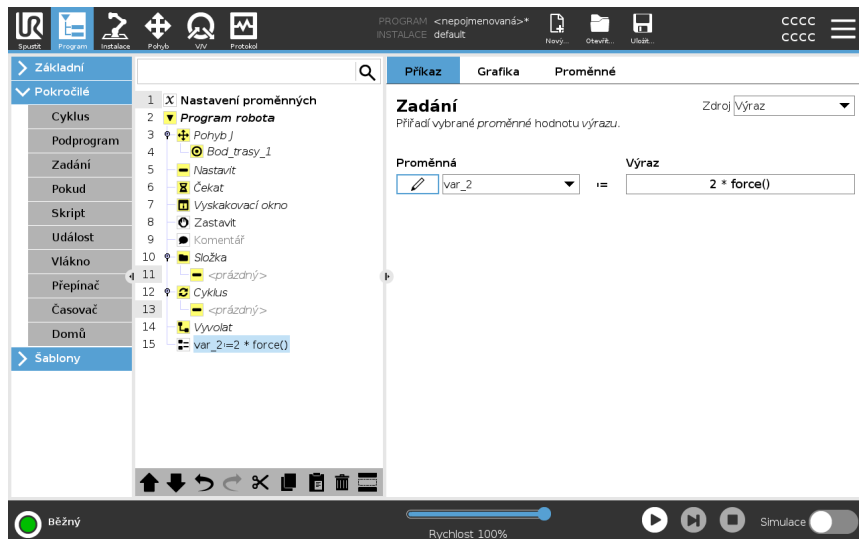 UR
Spustit
Program
Instalace
Pohyb
V/V
Protokol
PROGRAM <nepojmenovaná>*
INSTALACE default
Nový...
Otevřít...
Uložit...
CCCC
CCCC
Základní
Pokročilé
Cyklus
Podprogram
Zadání
Pokud
Skript
Událost
Vlákno
Přepínač
Časovač
Domů
Šablony
1 X Nastavení proměnných
2 Program robota
3 Pohyb J
4 Bod_trasy_1
5 Nastavit
6 Čekat
7 Vyskakovací okno
8 Zastavit
9 Komentář
10 Složka
11 <prázdný>
12 Cyklus
13 <prázdný>
14 Vyvolat
15 var_2≔2 * force()
Příkaz Grafika Proměnné
Zadání
Zdroj Výraz
Přiřadí vybrané proměnné hodnotu výrazu.
Proměnná Výraz
var_2 ≔ 2 * force()
Běžný
Rychlost 100%
Simulace